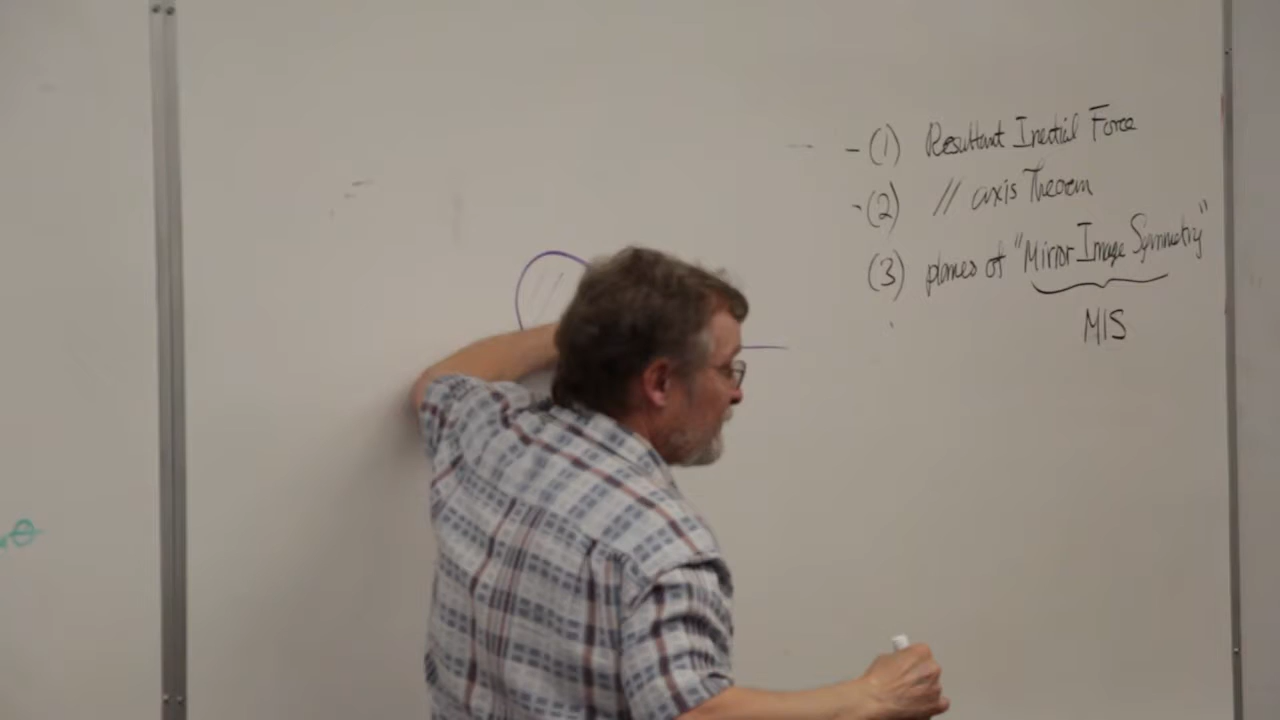 -(1) Resultant Inertial Force
-(2) // axis Theorem
(3) planes of "Mirror Image Symmetry"
MIS
θ